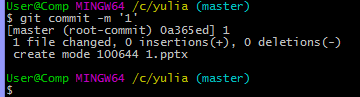 User@Comp MINGW64 /c/yulia (master)
$ git commit -m '1'
[master (root-commit) 0a365ed] 1
1 file changed, 0 insertions(+), 0 deletions(-)
create mode 100644 1.pptx
User@Comp MINGW64 /c/yulia (master)
$